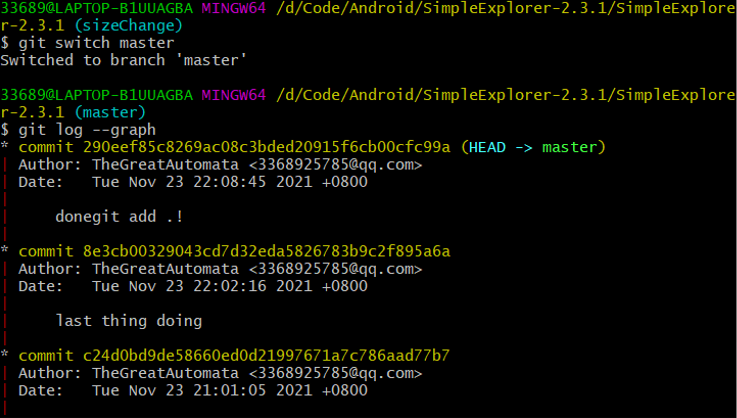 33689@LAPTOP-B1UUAGBA MINGW64 /d/Code/Android/SimpleExplorer-2.3.1/SimpleExplore
r-2.3.1 (sizeChange)
$ git switch master
Switched to branch 'master'
33689@LAPTOP-B1UUAGBA MINGW64 /d/Code/Android/SimpleExplorer-2.3.1/SimpleExplore
r-2.3.1 (master)
$ git log --graph
* commit 290eef85c8269ac08c3bded20915f6cb00cfc99a (HEAD -> master)
| Author: TheGreatAutomata <3368925785@qq.com>
| Date:   Tue Nov 23 22:08:45 2021 +0800
|
|     donegit add .!
|
* commit 8e3cb00329043cd7d32eda5826783b9c2f895a6a
| Author: TheGreatAutomata <3368925785@qq.com>
| Date:   Tue Nov 23 22:02:16 2021 +0800
|
|     last thing doing
|
* commit c24d0bd9de58660ed0d21997671a7c786aad77b7
| Author: TheGreatAutomata <3368925785@qq.com>
| Date:   Tue Nov 23 21:01:05 2021 +0800
|